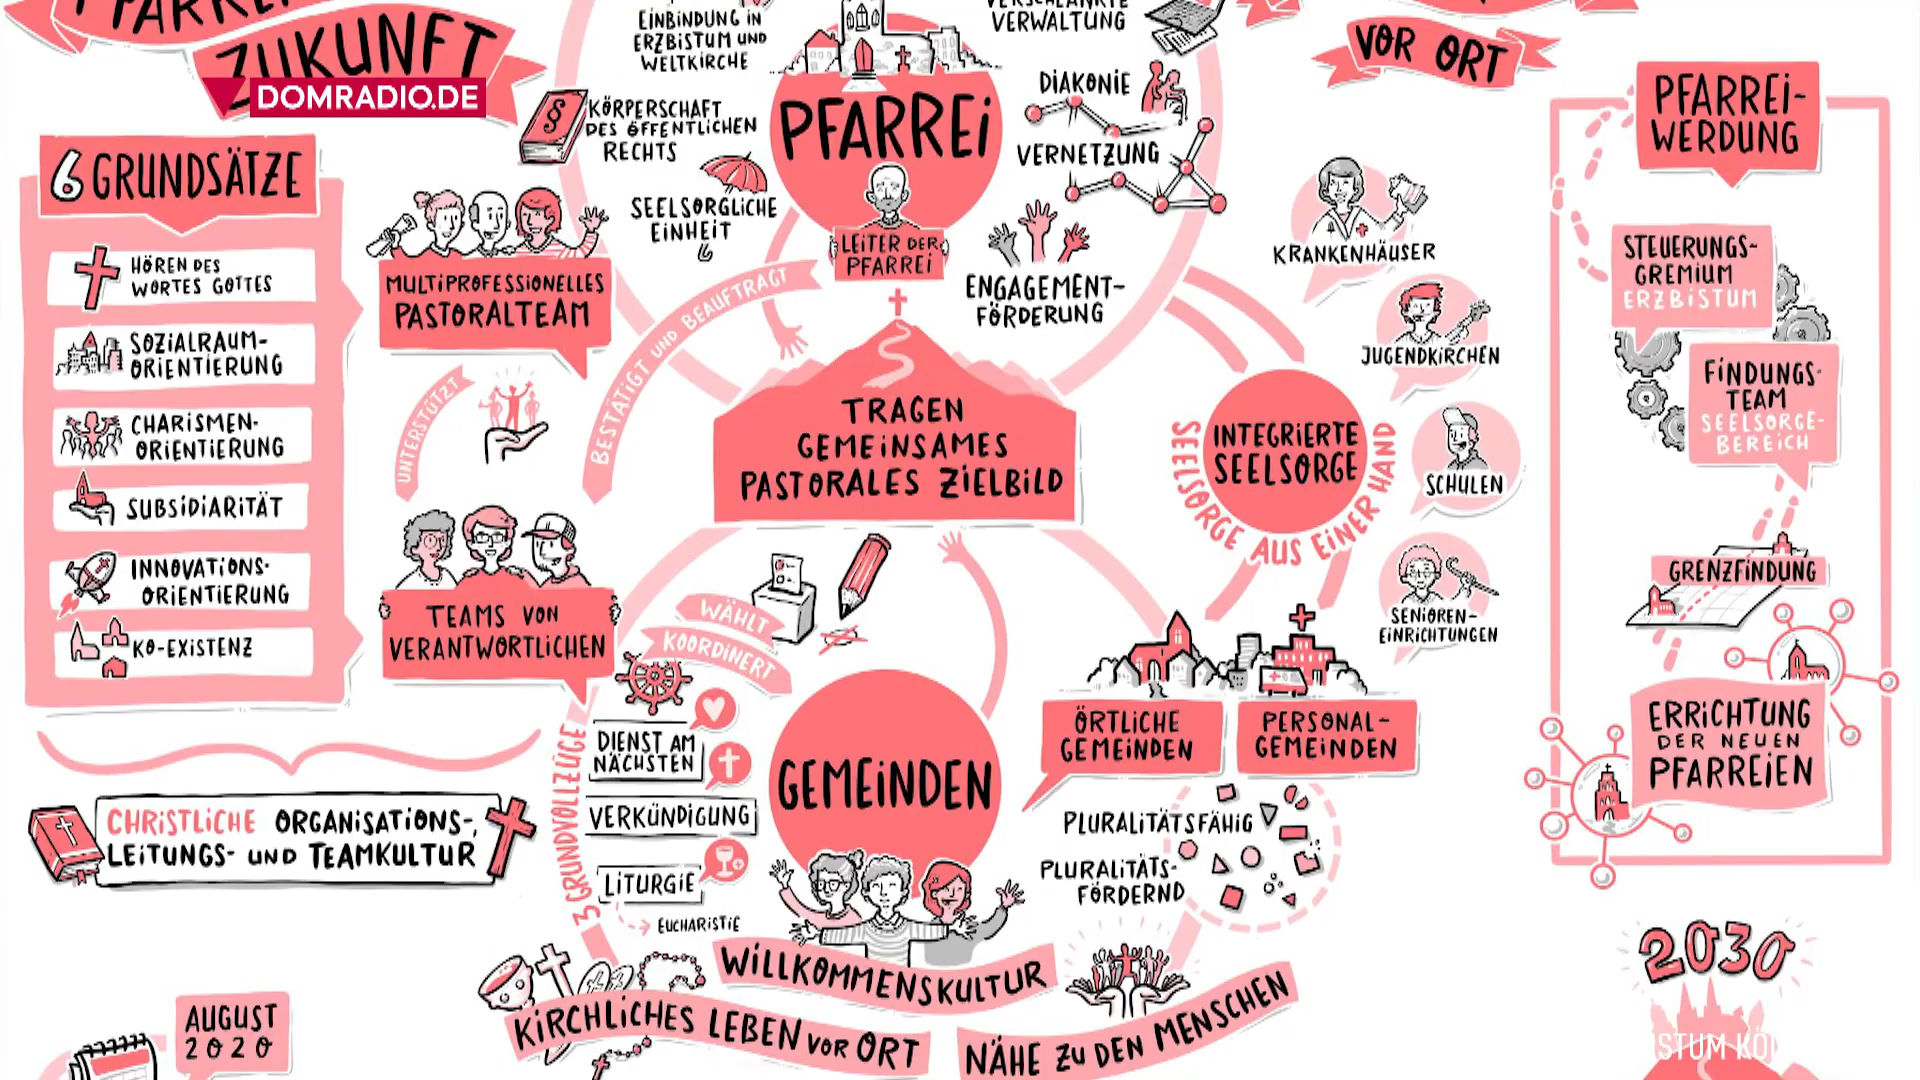 ZUKUNFT
DOMRADIO.DE
6 GRUNDSÄTZE
HÖREN DES
WORTES GOTTES
SOZIALRAUM-
ORIENTIERUNG
CHARISMEN-
ORIENTIERUNG
SUBSIDIARITÄT
INNOVATIONS-
ORIENTIERUNG
KO-EXISTENZ
CHRISTLICHE ORGANISATIONS-,
LEITUNGS- UND TEAMKULTUR
AUGUST
2020
EINBINDUNG IN
ERZBISTUM UND
WELTKIRCHE
§
KÖRPERSCHAFT
DES ÖFFENTLICHEN
RECHTS
SEELSORGLICHE
EINHEIT
MULTIPROFESSIONELLES
PASTORALTEAM
UNTERSTÜTZT
BESTÄTIGT UND BEAUFTRAGT
TEAMS VON
VERANTWORTLICHEN
PFARREI
LEITER DER
PFARREI
VERWALTUNG
DIAKONIE
VERNETZUNG
ENGAGEMENT-
FÖRDERUNG
TRAGEN
GEMEINSAMES
PASTORALES ZIELBILD
WÄHLT
KOORDINIERT
3 GRUNDVOLLZÜGE
DIENST AM
NÄCHSTEN
VERKÜNDIGUNG
LITURGIE
EUCHARISTIE
GEMEINDEN
WILLKOMMENSKULTUR
KIRCHLICHES LEBEN VOR ORT
NÄHE ZU DEN MENSCHEN
INTEGRIERTE
SEELSORGE
SEELSORGE AUS EINER HAND
KRANKENHÄUSER
JUGENDKIRCHEN
SCHULEN
SENIOREN-
EINRICHTUNGEN
ÖRTLICHE
GEMEINDEN
PERSONAL-
GEMEINDEN
PLURALITÄTSFÄHIG
PLURALITÄTS-
FÖRDERND
VOR ORT
PFARREI-
WERDUNG
STEUERUNGS-
GREMIUM
ERZBISTUM
FINDUNGS-
TEAM
SEELSORGE-
BEREICH
GRENZFINDUNG
ERRICHTUNG
DER NEUEN
PFARREIEN
2030